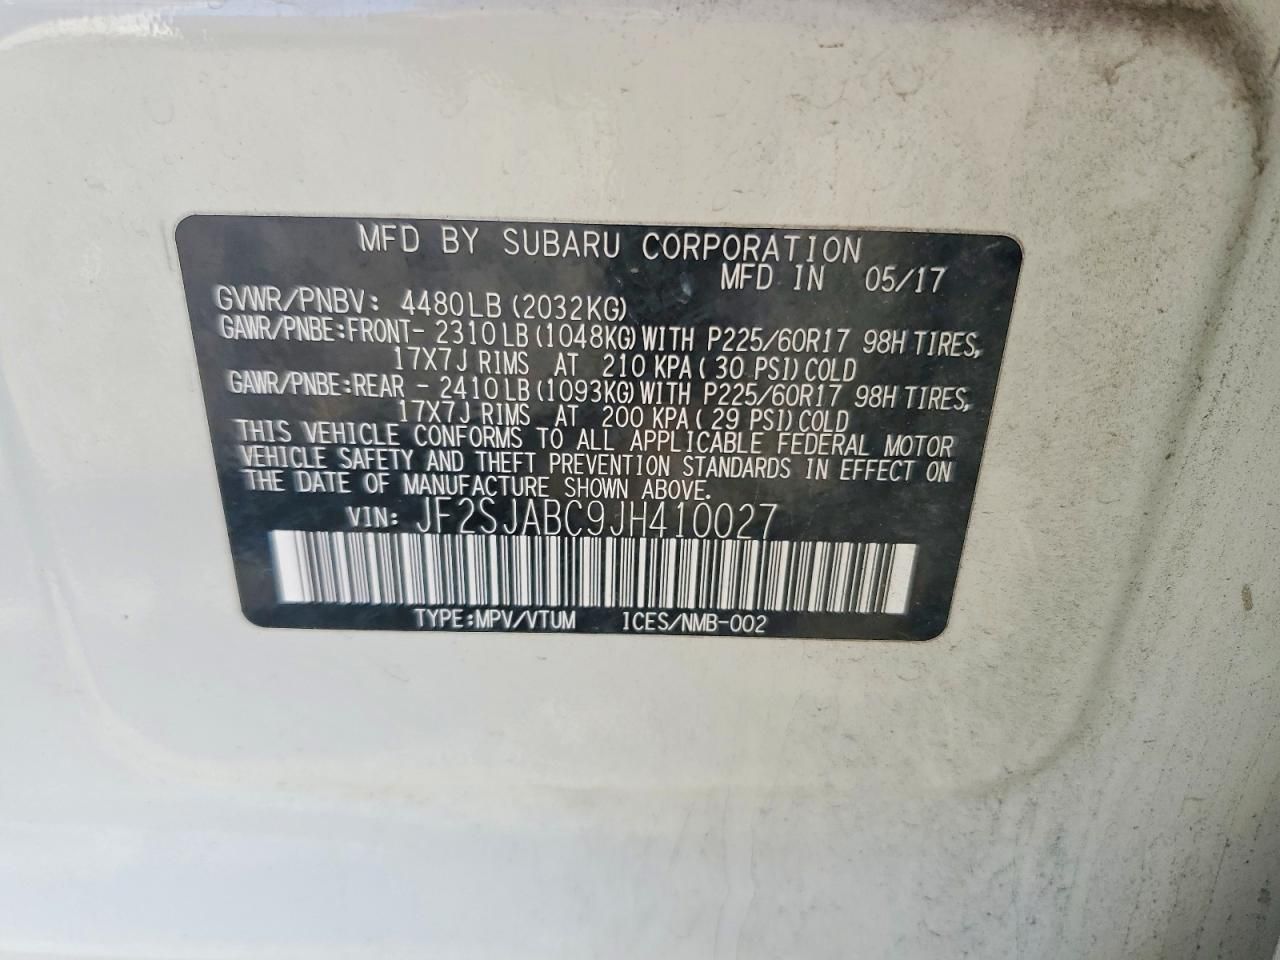 MFD BY SUBARU CORPORATION
MFD IN 05/17
GVWR/PNBV: 4480LB (2032KG)
GAWR/PNBE:FRONT- 2310LB (1048KG) WITH P225/60R17 98H TIRES,
17X7J RIMS AT 210 KPA( 30 PSI) COLD
GAWR/PNBE:REAR - 2410LB (1093KG) WITH P225/60R17 98H TIRES,
17X7J RIMS AT 200 KPA( 29 PSI) COLD
THIS VEHICLE CONFORMS TO ALL APPLICABLE FEDERAL MOTOR
VEHICLE SAFETY AND THEFT PREVENTION STANDARDS IN EFFECT ON
THE DATE OF MANUFACTURE SHOWN ABOVE.
VIN: JF2SJABC9JH410027
TYPE:MPV/VTUM ICES/NMB-002